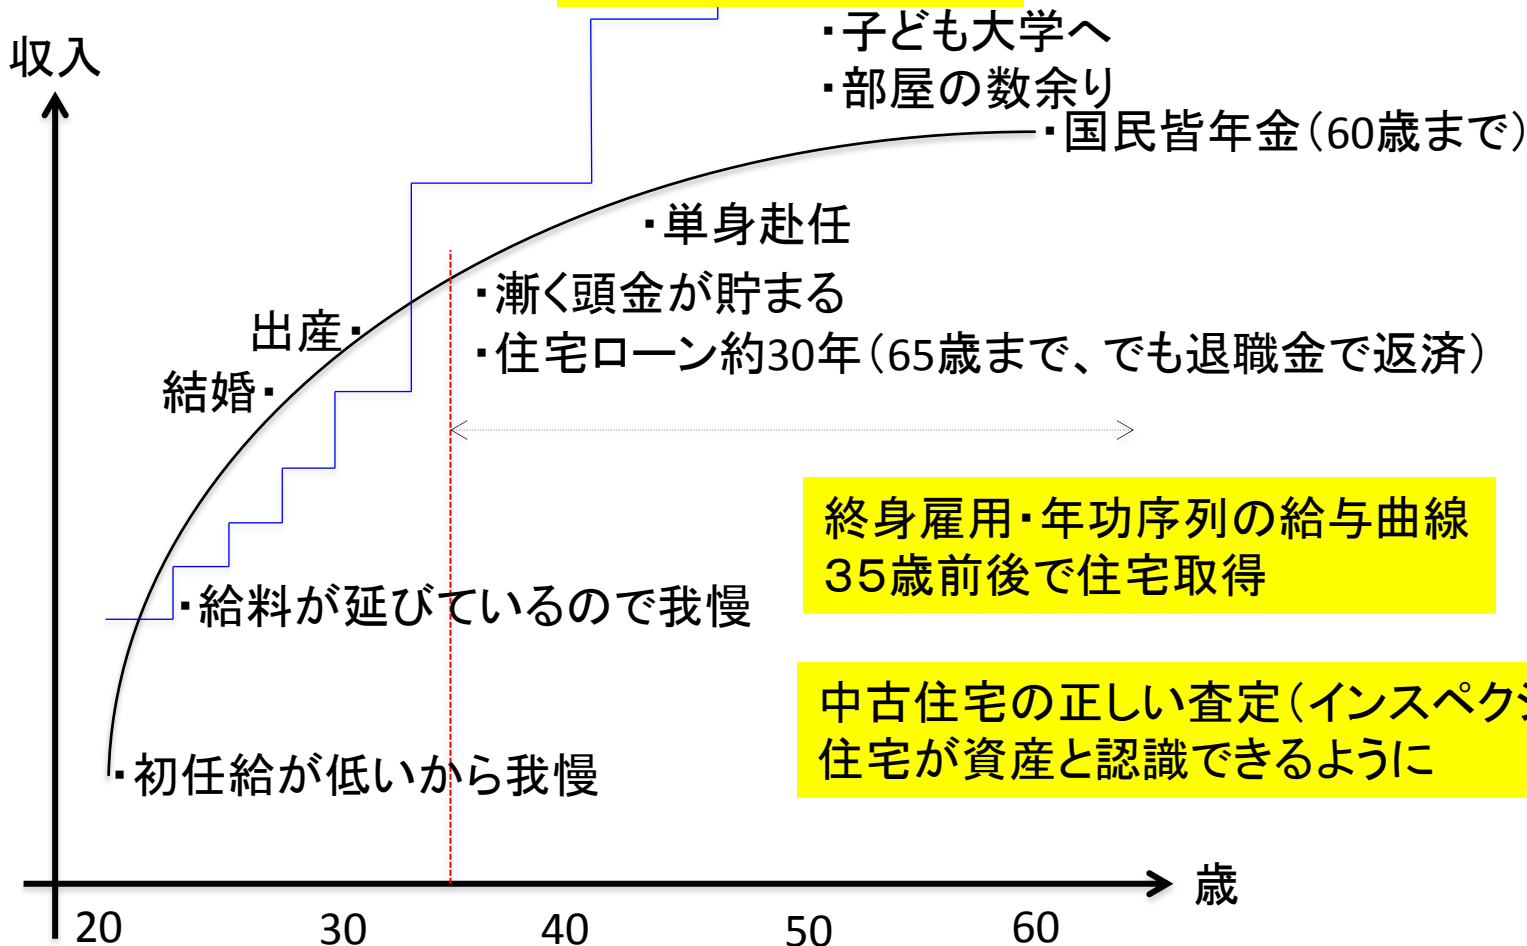 収入
・子ども大学へ
・部屋の数余り
・国民皆年金（60歳まで）
・単身赴任
・漸く頭金が貯まる
・住宅ローン約30年（65歳まで、でも退職金で返済）
出産・
結婚・
終身雇用・年功序列の給与曲線
３５歳前後で住宅取得
・給料が延びているので我慢
中古住宅の正しい査定（インスペク
住宅が資産と認識できるように
・初任給が低いから我慢
歳
20 30 40 50 60